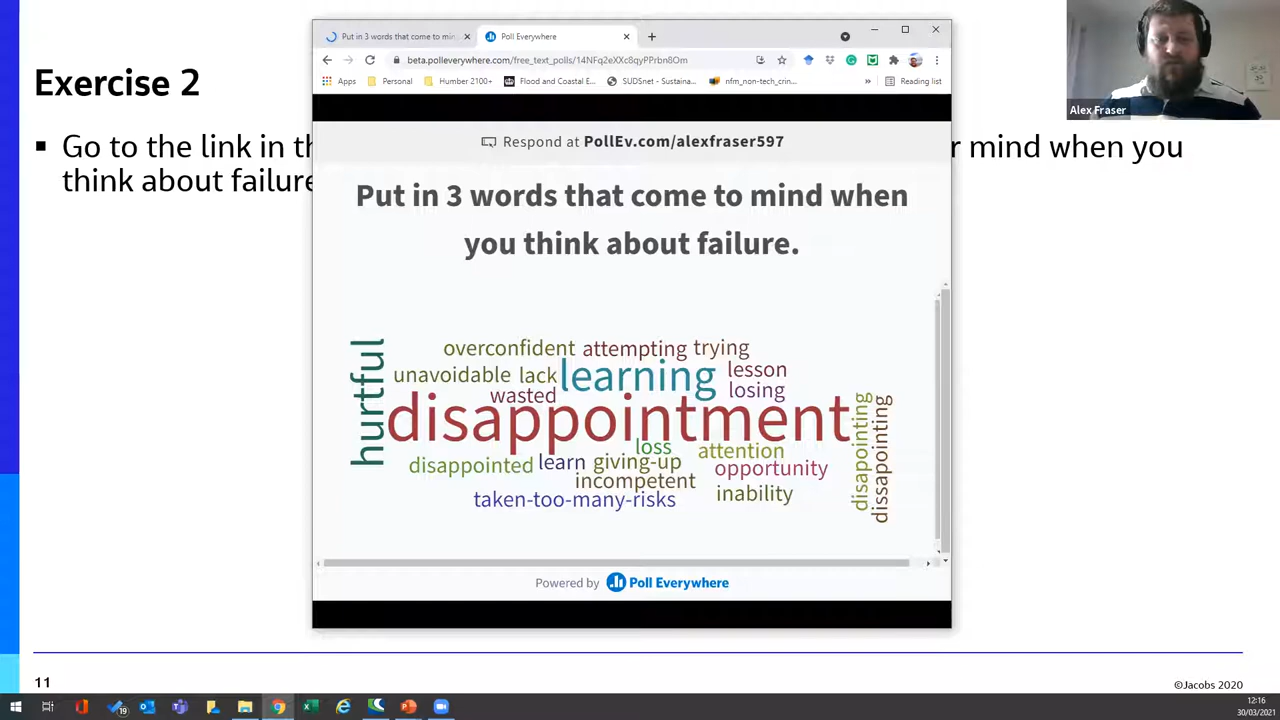 Exercise 2
Go to the link in th
r mind when you
think about failure
Put in 3 words that come to min
Poll Everywhere
beta.polleverywhere.com/free_text_polls/14NFq2eXXc8qyPPrbn8Om
Apps
Personal
Humber 2100+
Flood and Coastal E...
SUDSnet - Sustaina...
nfm_non-tech_crin...
»
Reading list
Respond at PollEv.com/alexfraser597
Put in 3 words that come to mind when
you think about failure.
hurtful
overconfident attempting trying
unavoidable lack learning lesson
wasted losing
disappointment
loss attention
disappointed learn giving-up opportunity
incompetent
taken-too-many-risks inability
disapointing
dissapointing
Powered by Poll Everywhere
Alex Fraser
11
©Jacobs 2020
19
12:16
30/03/2021